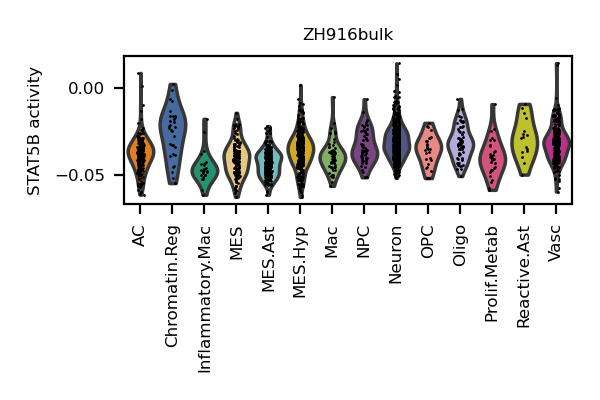 ZH916bulk
STAT5B activity
0.00
−0.05
AC
Chromatin.Reg
Inflammatory.Mac
MES
MES.Ast
MES.Hyp
Mac
NPC
Neuron
OPC
Oligo
Prolif.Metab
Reactive.Ast
Vasc